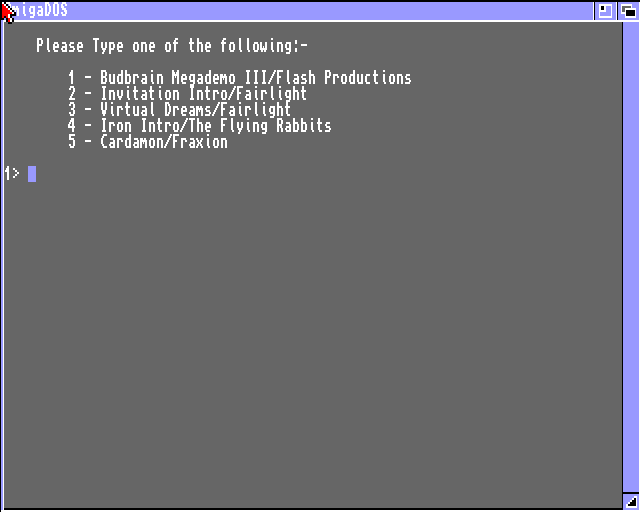 AmigaDOS
Please Type one of the following:-
1 - Budbrain Megademo III/Flash Productions
2 - Invitation Intro/Fairlight
3 - Virtual Dreams/Fairlight
4 - Iron Intro/The Flying Rabbits
5 - Cardamon/Fraxion
1>